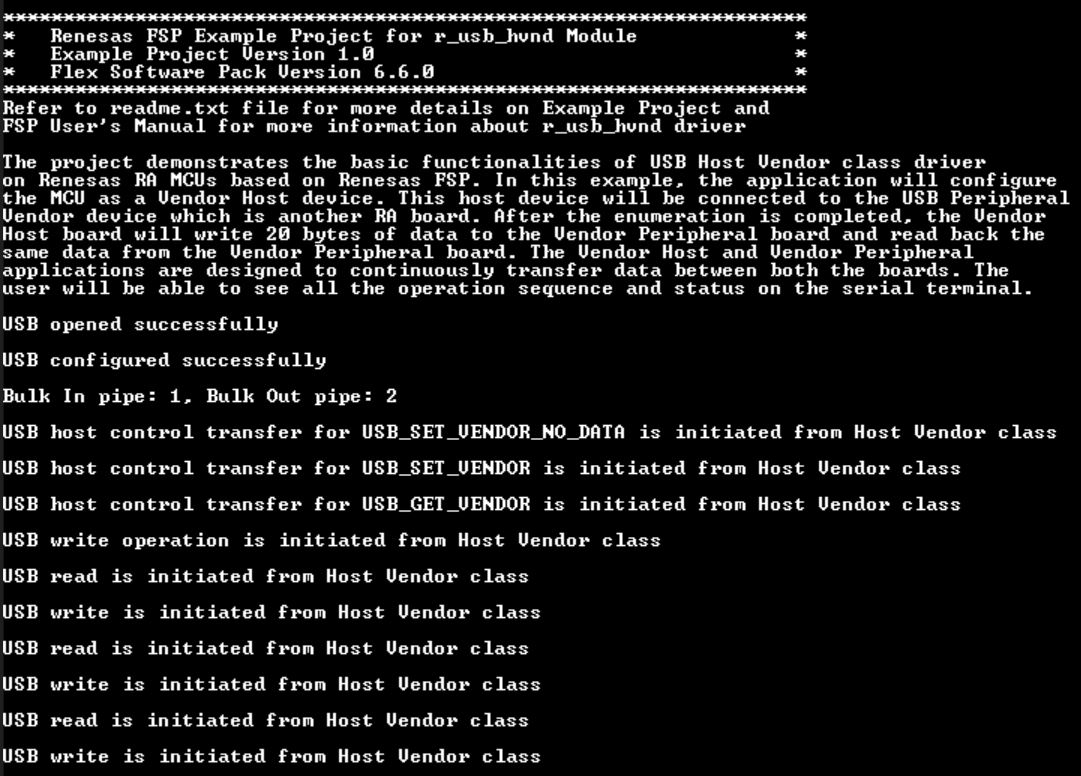 *******************************************************************
*   Renesas FSP Example Project for r_usb_hvnd Module             *
*   Example Project Version 1.0                                   *
*   Flex Software Pack Version 6.6.0                              *
*******************************************************************
Refer to readme.txt file for more details on Example Project and
FSP User's Manual for more information about r_usb_hvnd driver
The project demonstrates the basic functionalities of USB Host Vendor class driver
on Renesas RA MCUs based on Renesas FSP. In this example, the application will configure
the MCU as a Vendor Host device. This host device will be connected to the USB Peripheral
Vendor device which is another RA board. After the enumeration is completed, the Vendor
Host board will write 20 bytes of data to the Vendor Peripheral board and read back the
same data from the Vendor Peripheral board. The Vendor Host and Vendor Peripheral
applications are designed to continuously transfer data between both the boards. The
user will be able to see all the operation sequence and status on the serial terminal.
USB opened successfully
USB configured successfully
Bulk In pipe: 1, Bulk Out pipe: 2
USB host control transfer for USB_SET_VENDOR_NO_DATA is initiated from Host Vendor class
USB host control transfer for USB_SET_VENDOR is initiated from Host Vendor class
USB host control transfer for USB_GET_VENDOR is initiated from Host Vendor class
USB write operation is initiated from Host Vendor class
USB read is initiated from Host Vendor class
USB write is initiated from Host Vendor class
USB read is initiated from Host Vendor class
USB write is initiated from Host Vendor class
USB read is initiated from Host Vendor class
USB write is initiated from Host Vendor class